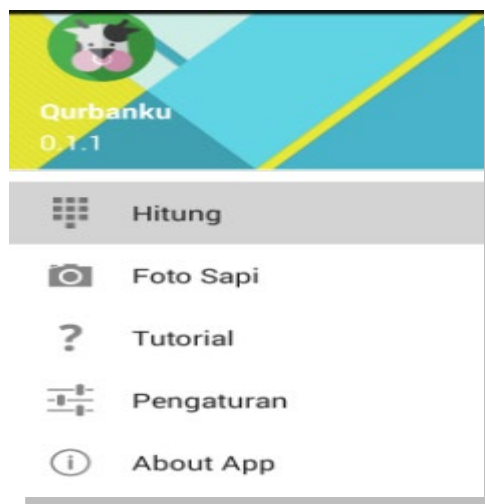 Qurbanku
0.1.1
Hitung
Foto Sapi
Tutorial
Pengaturan
About App